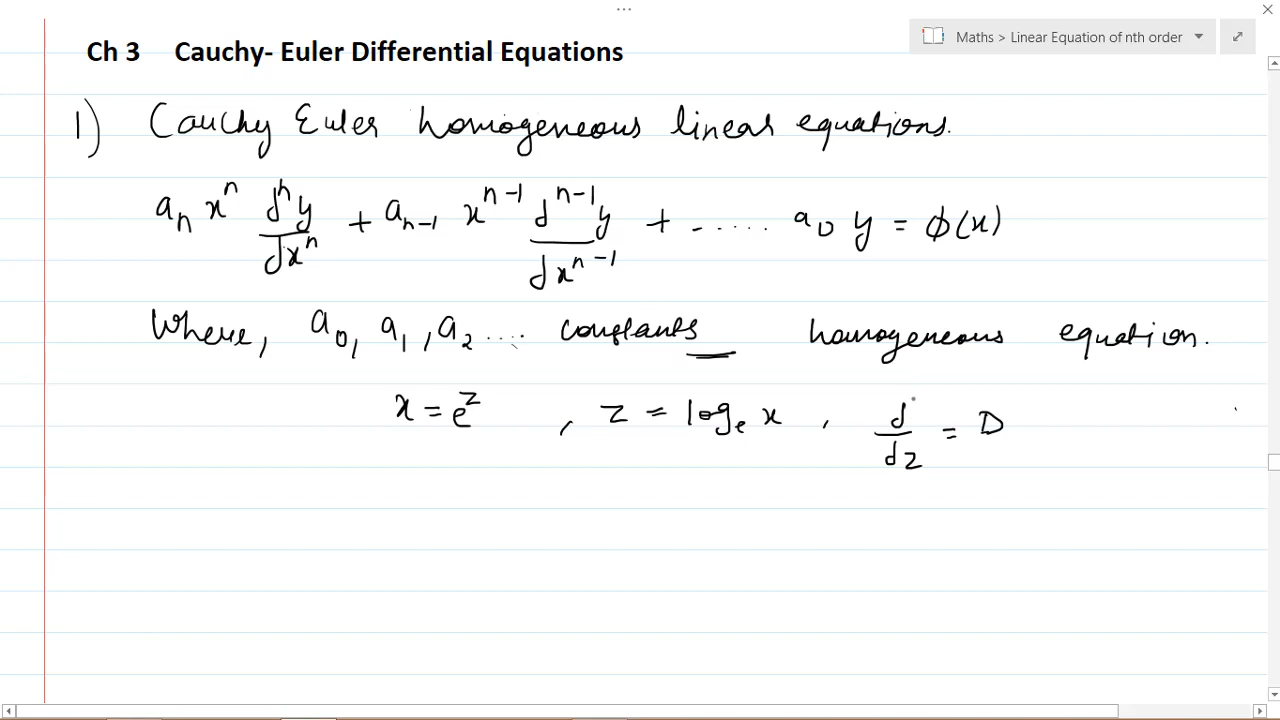 Maths > Linear Equation of nth order
Ch 3 Cauchy- Euler Differential Equations
1) Cauchy Euler homogeneous linear equations.
aₙ xⁿ dⁿy/dxⁿ + aₙ₋₁ xⁿ⁻¹ dⁿ⁻¹y/dxⁿ⁻¹ + ...... a₀ y = ϕ(x)
Where, a₀, a₁, a₂ .... constants homogeneous equation.
x = e^z , z = logₑ x , d/dz = D